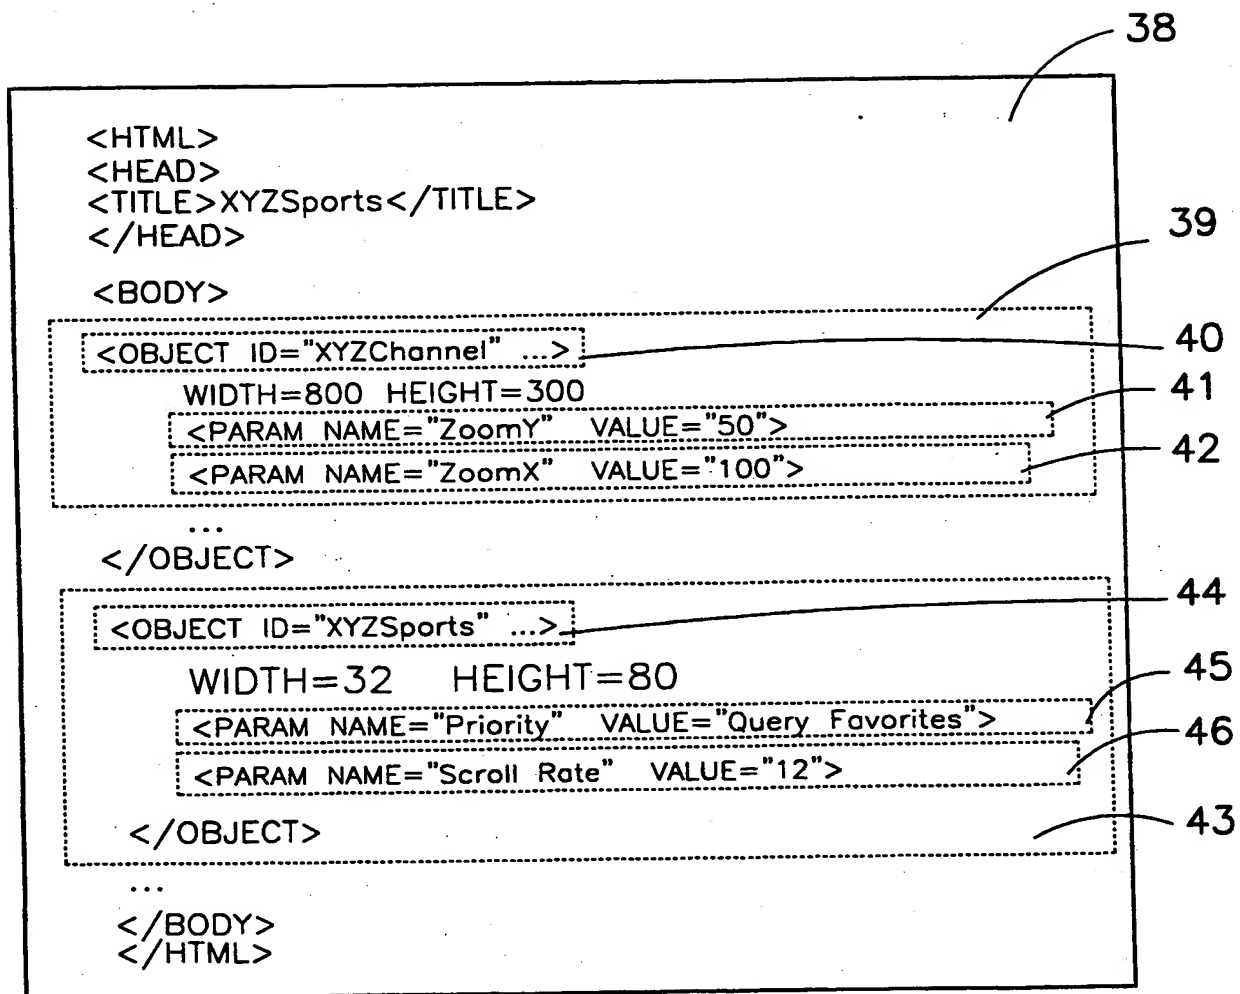 38
<HTML>
<HEAD>
<TITLE>XYZSports</TITLE>
</HEAD>
39
<BODY>
<OBJECT ID="XYZChannel" ...> 40
WIDTH=800 HEIGHT=300 41
<PARAM NAME="ZoomY" VALUE="50">
<PARAM NAME="ZoomX" VALUE="100"> 42
...
</OBJECT>
<OBJECT ID="XYZSports" ...> 44
WIDTH=32 HEIGHT=80
<PARAM NAME="Priority" VALUE="Query Favorites"> 45
<PARAM NAME="Scroll Rate" VALUE="12"> 46
</OBJECT> 43
...
</BODY>
</HTML>